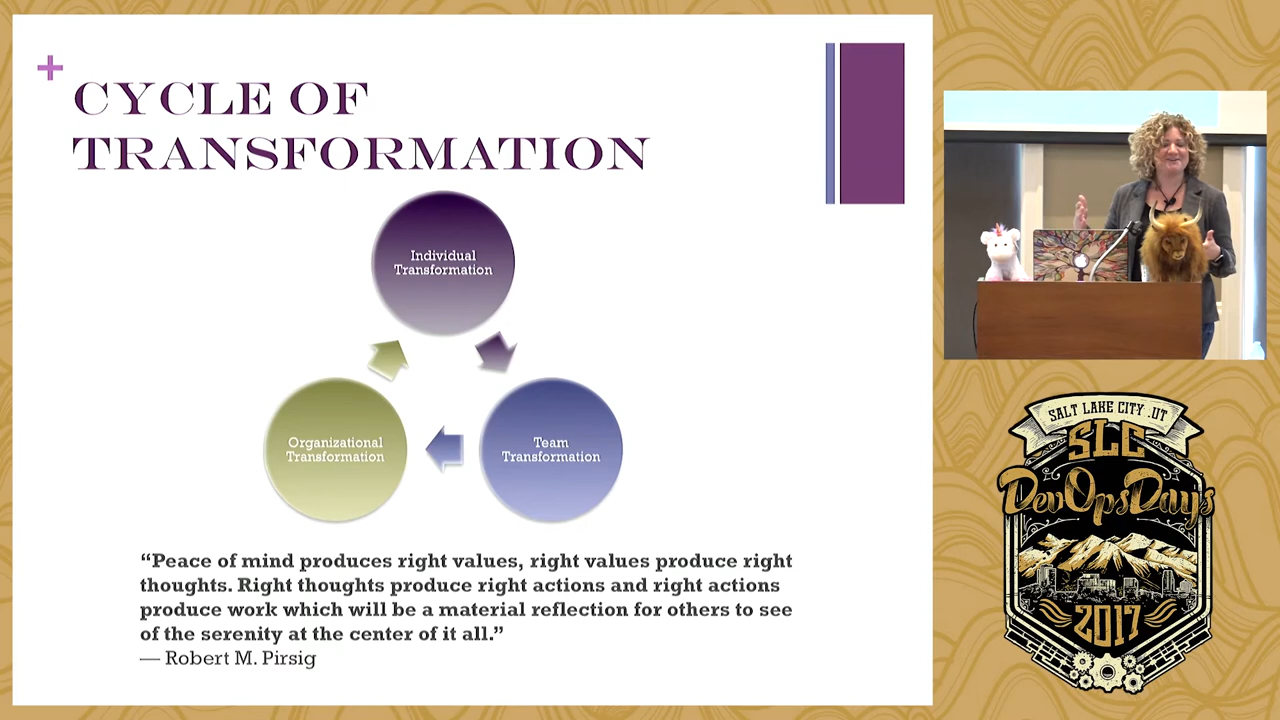 +
CYCLE OF
TRANSFORMATION
Individual
Transformation
Organizational
Transformation
Team
Transformation
“Peace of mind produces right values, right values produce right
thoughts. Right thoughts produce right actions and right actions
produce work which will be a material reflection for others to see
of the serenity at the center of it all.”
— Robert M. Pirsig
SALT LAKE CITY .UT
SLC
DevOpsDays
2017